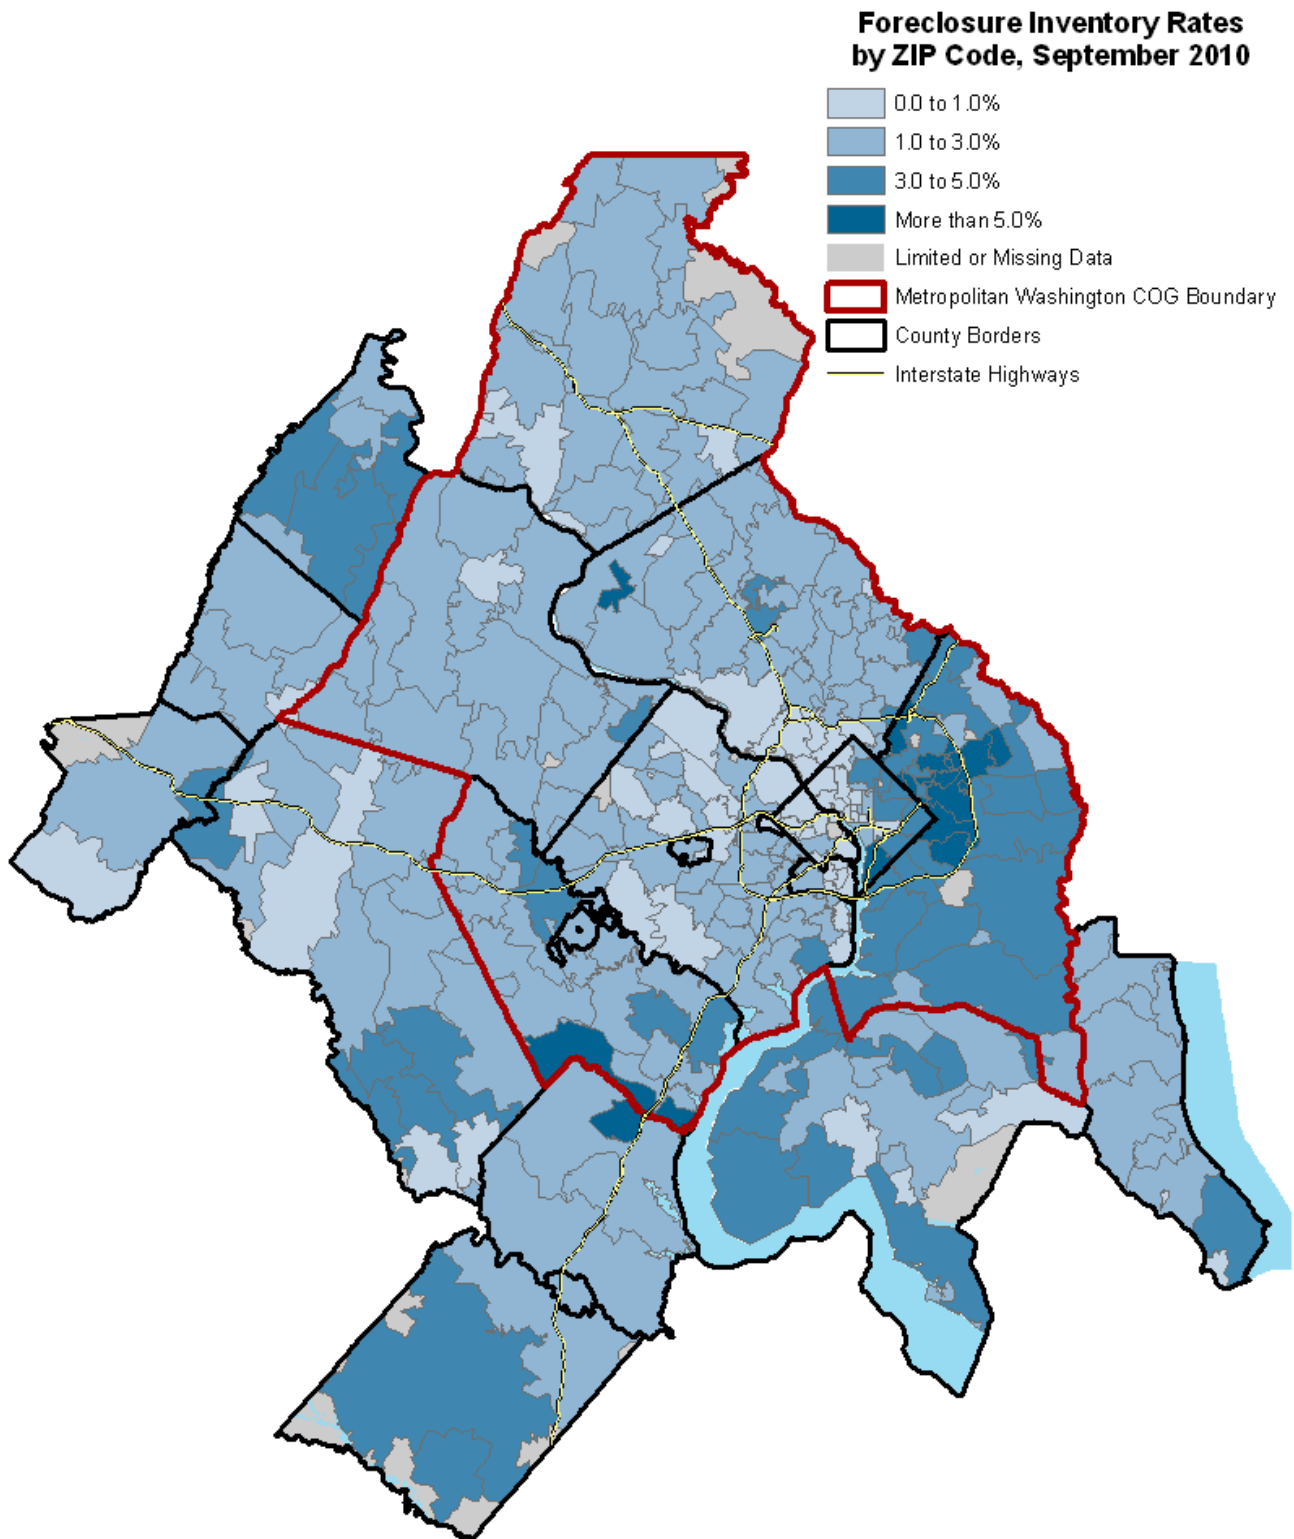 Foreclosure Inventory Rates
by ZIP Code, September 2010
0.0 to 1.0%
1.0 to 3.0%
3.0 to 5.0%
More than 5.0%
Limited or Missing Data
Metropolitan Washington COG Boundary
County Borders
Interstate Highways